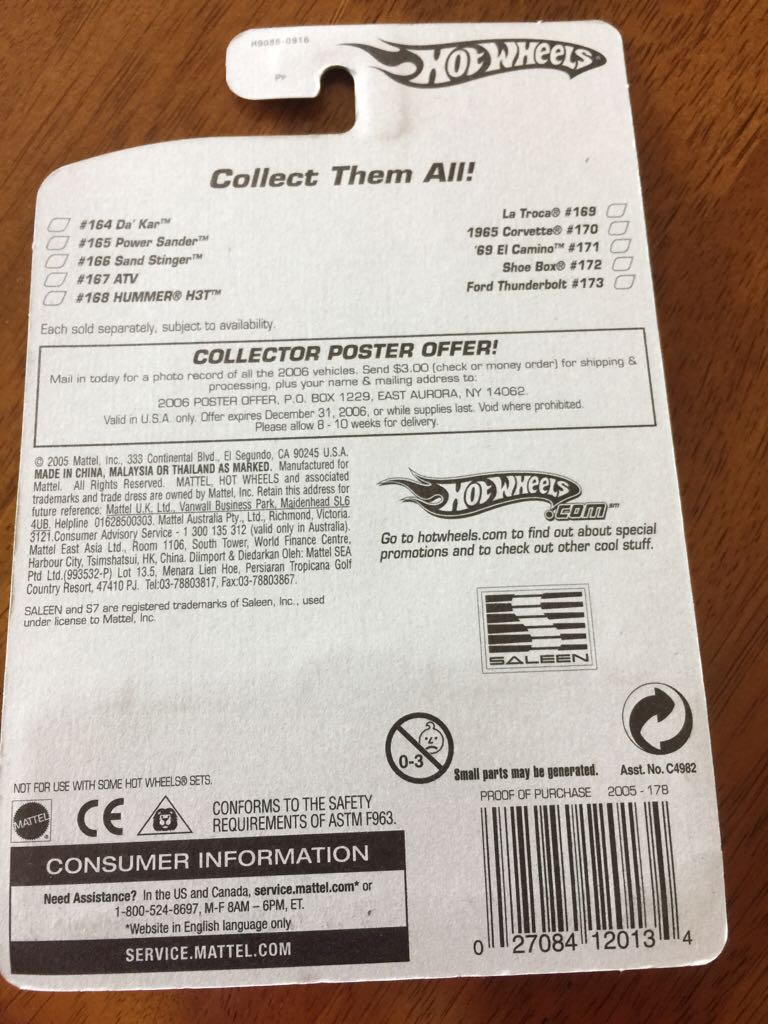 H9088-0916
HOT WHEELS
Collect Them All!
#164 Da' Kar™
#165 Power Sander™
#166 Sand Stinger™
#167 ATV
#168 HUMMER® H3T™
La Troca® #169
1965 Corvette® #170
'69 El Camino™ #171
Shoe Box® #172
Ford Thunderbolt #173
Each sold separately, subject to availability.
COLLECTOR POSTER OFFER!
Mail in today for a photo record of all the 2006 vehicles. Send $3.00 (check or money order) for shipping &
processing, plus your name & mailing address to:
2006 POSTER OFFER, P.O. BOX 1229, EAST AURORA, NY 14062.
Valid in U.S.A. only. Offer expires December 31, 2006, or while supplies last. Void where prohibited.
Please allow 8 - 10 weeks for delivery.
© 2005 Mattel, Inc., 333 Continental Blvd., El Segundo, CA 90245 U.S.A.
MADE IN CHINA, MALAYSIA OR THAILAND AS MARKED. Manufactured for
Mattel. All Rights Reserved. MATTEL, HOT WHEELS and associated
trademarks and trade dress are owned by Mattel, Inc. Retain this address for
future reference: Mattel U.K. Ltd., Vanwall Business Park, Maidenhead SL6
4UB. Helpline 01628500303. Mattel Australia Pty., Ltd., Richmond, Victoria.
3121.Consumer Advisory Service - 1 300 135 312 (valid only in Australia).
Mattel East Asia Ltd., Room 1106, South Tower, World Finance Centre,
Harbour City, Tsimshatsui, HK, China. Diimport & Diedarkan Oleh: Mattel SEA
Ptd Ltd.(993532-P) Lot 13.5, Menara Lien Hoe, Persiaran Tropicana Golf
Country Resort, 47410 PJ. Tel:03-78803817, Fax:03-78803867.
SALEEN and S7 are registered trademarks of Saleen, Inc., used
under license to Mattel, Inc.
HOT WHEELS
.COM℠
Go to hotwheels.com to find out about special
promotions and to check out other cool stuff.
SALEEN
0-3
Small parts may be generated.
Asst. No. C4982
NOT FOR USE WITH SOME HOT WHEELS® SETS.
MATTEL ®
CE
CONFORMS TO THE SAFETY
REQUIREMENTS OF ASTM F963.
CONSUMER INFORMATION
Need Assistance? In the US and Canada, service.mattel.com* or
1-800-524-8697, M-F 8AM – 6PM, ET.
*Website in English language only
SERVICE.MATTEL.COM
PROOF OF PURCHASE 2005 - 178
0 27084 12013 4